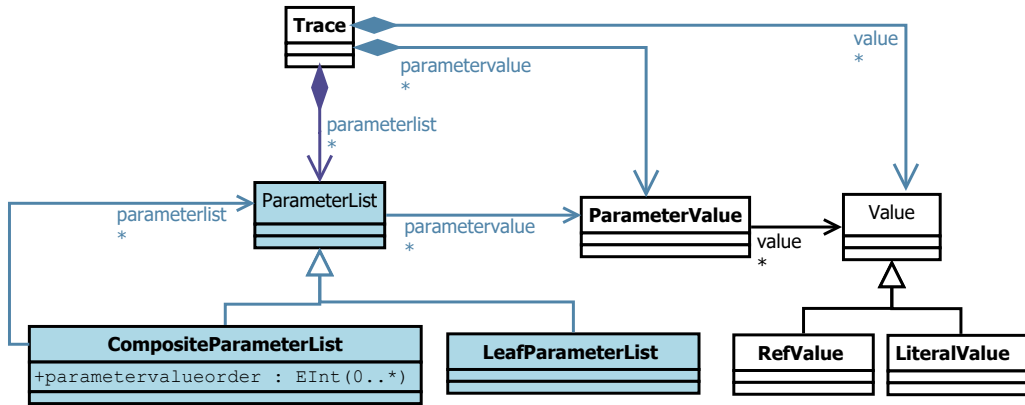 Trace
value
*
parametervalue
*
parameterlist
*
ParameterList
parameterlist
*
parametervalue
*
ParameterValue
value
*
Value
CompositeParameterList
+parametervalueorder : EInt(0..*)
LeafParameterList
RefValue
LiteralValue